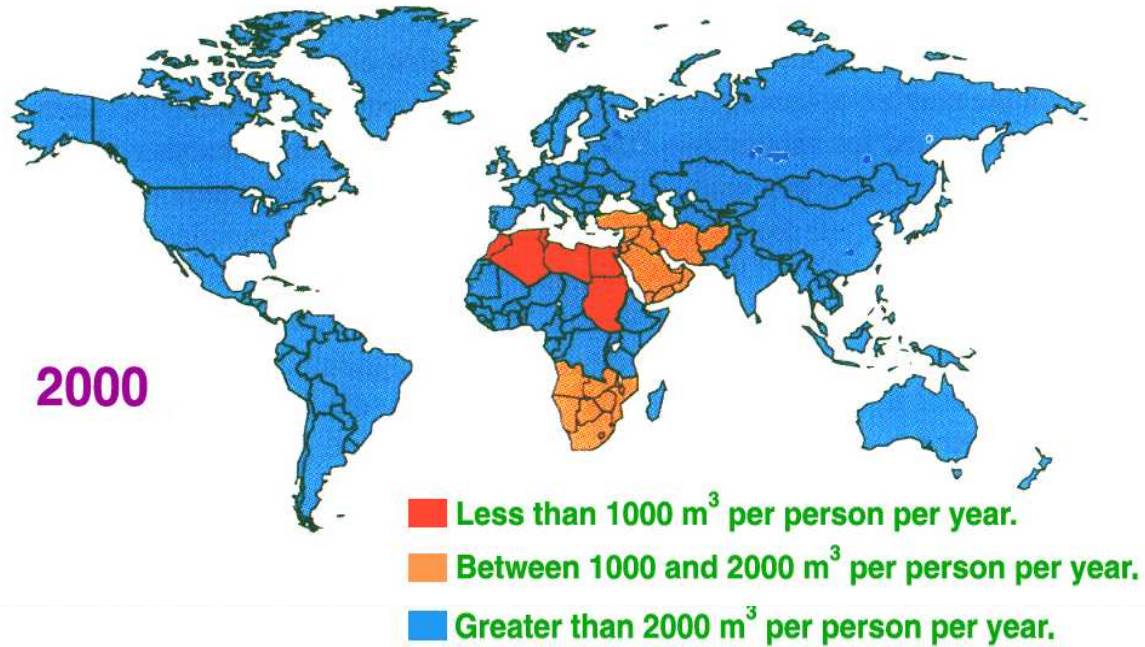 2000
Less than 1000 m³ per person per year.
Between 1000 and 2000 m³ per person per year.
Greater than 2000 m³ per person per year.